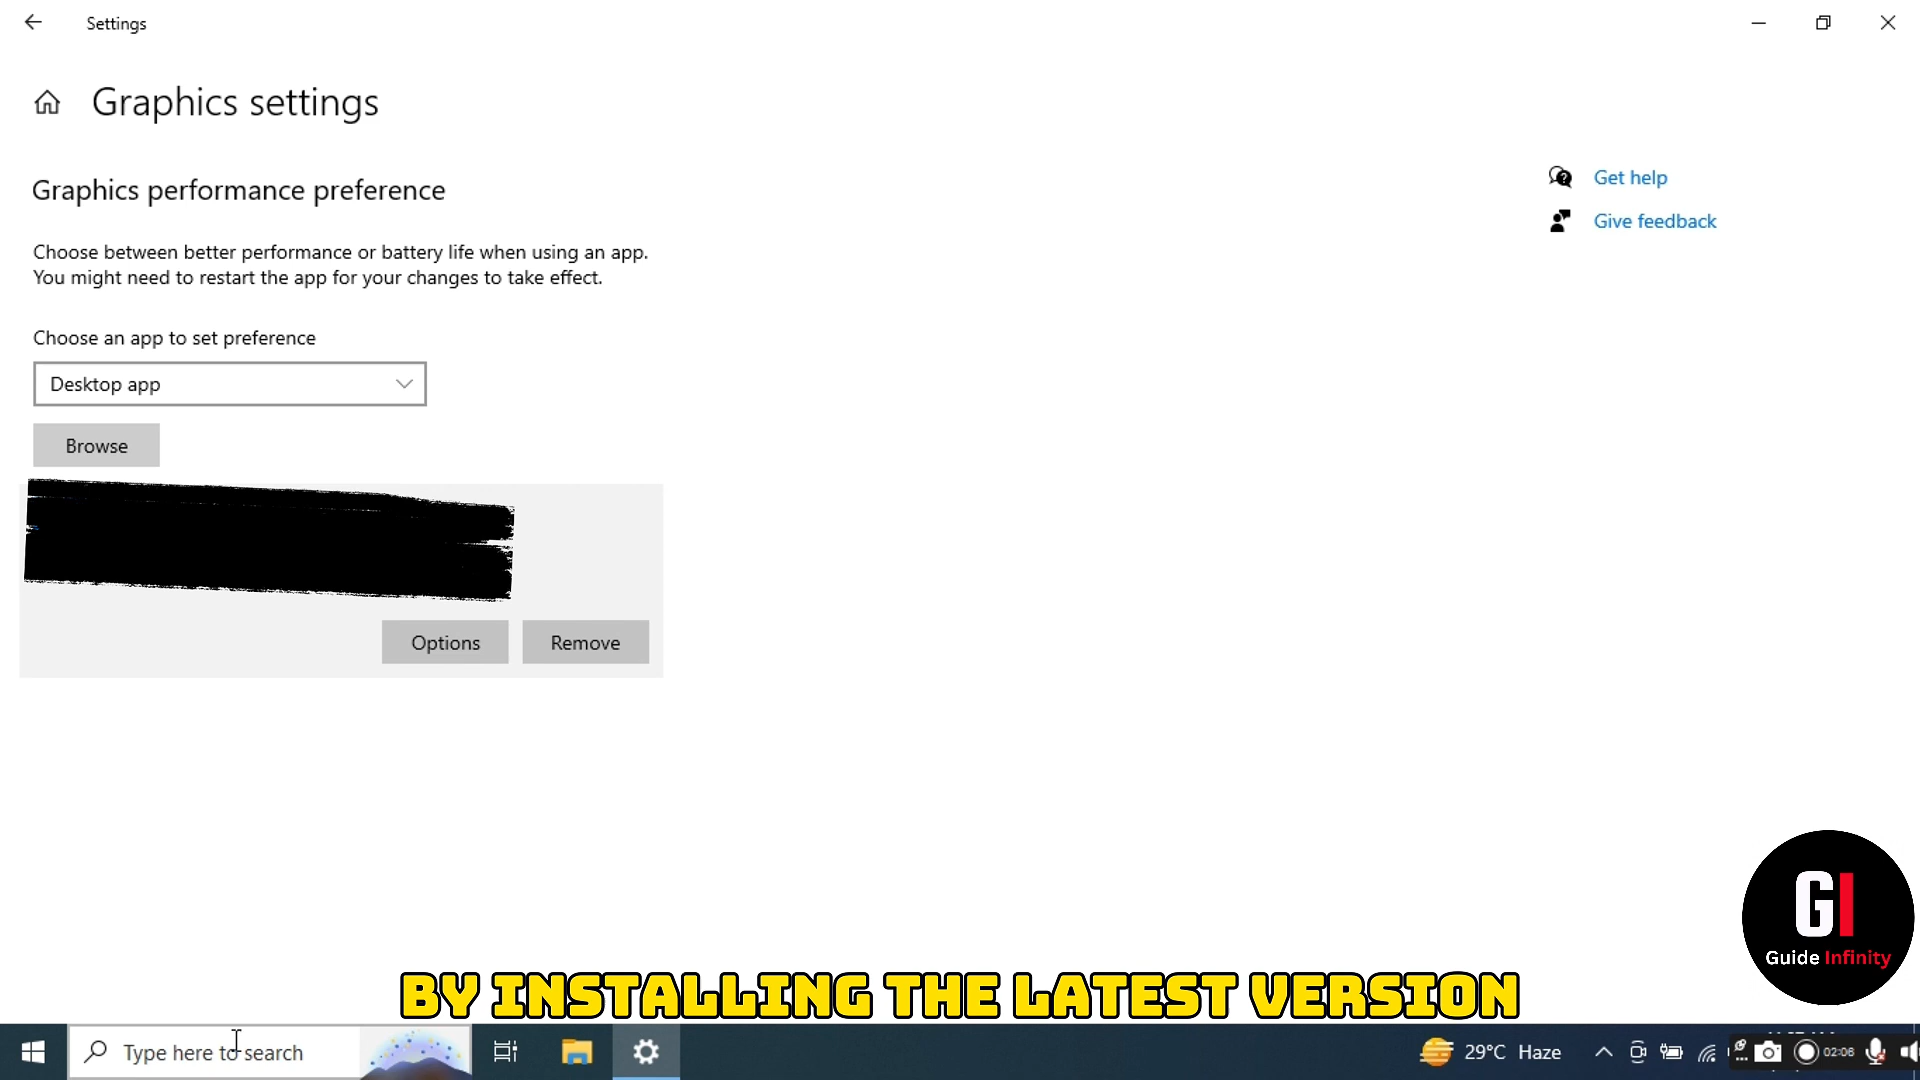 Settings
Graphics settings
Graphics performance preference
Choose between better performance or battery life when using an app.
You might need to restart the app for your changes to take effect.
Choose an app to set preference
Desktop app
Browse
Options
Remove
Get help
Give feedback
GI
Guide Infinity
BY INSTALLING THE LATEST VERSION
Type here to search
29°C Haze
02:06